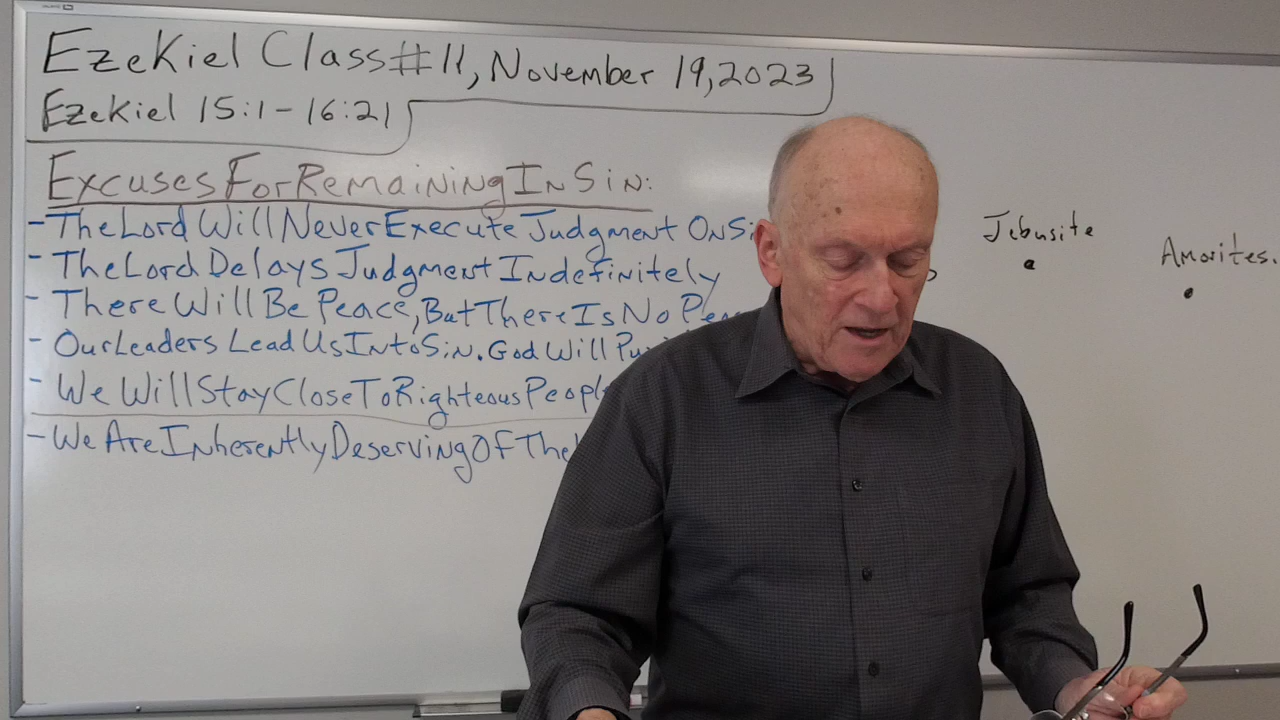 Ezekiel Class #11, November 19, 2023
Ezekiel 15:1-16:21
Excuses For Remaining In Sin:
- The Lord Will Never Execute Judgment On
- The Lord Delays Judgment Indefinitely
- There Will Be Peace, But There Is No
- Our Leaders Lead Us Into Sin. God Will
- We Will Stay Close To Righteous
- We Are Inherently Deserving Of The
Jebusite
Amorites.